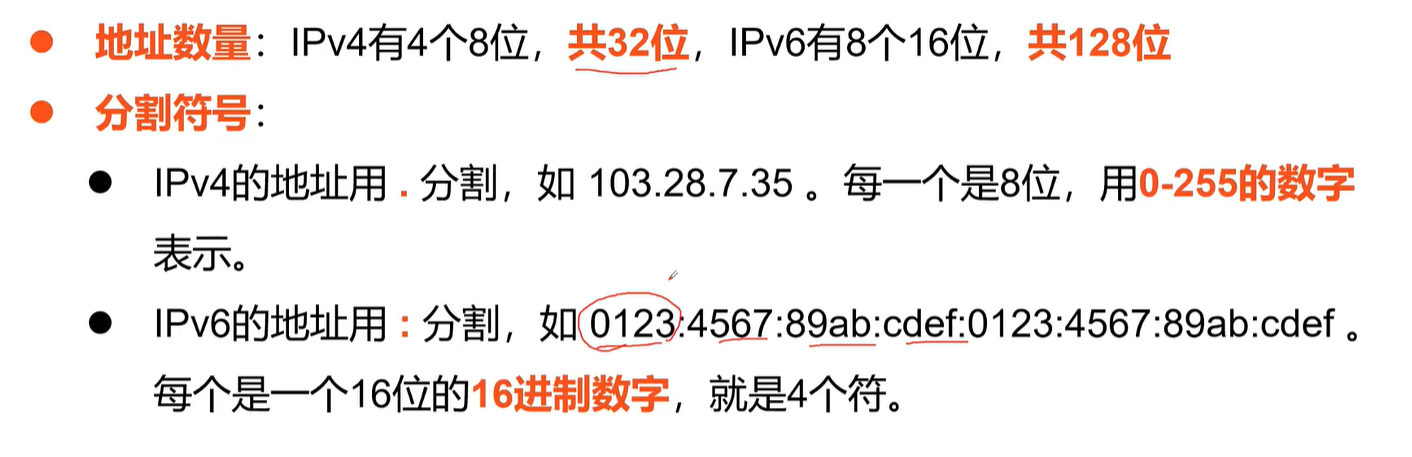 地址数量：IPv4有4个8位，共32位，IPv6有8个16位，共128位
分割符号：
IPv4的地址用 . 分割，如 103.28.7.35 。每一个是8位，用0-255的数字
表示。
IPv6的地址用 : 分割，如 0123:4567:89ab:cdef:0123:4567:89ab:cdef 。
每个是一个16位的16进制数字，就是4个符。